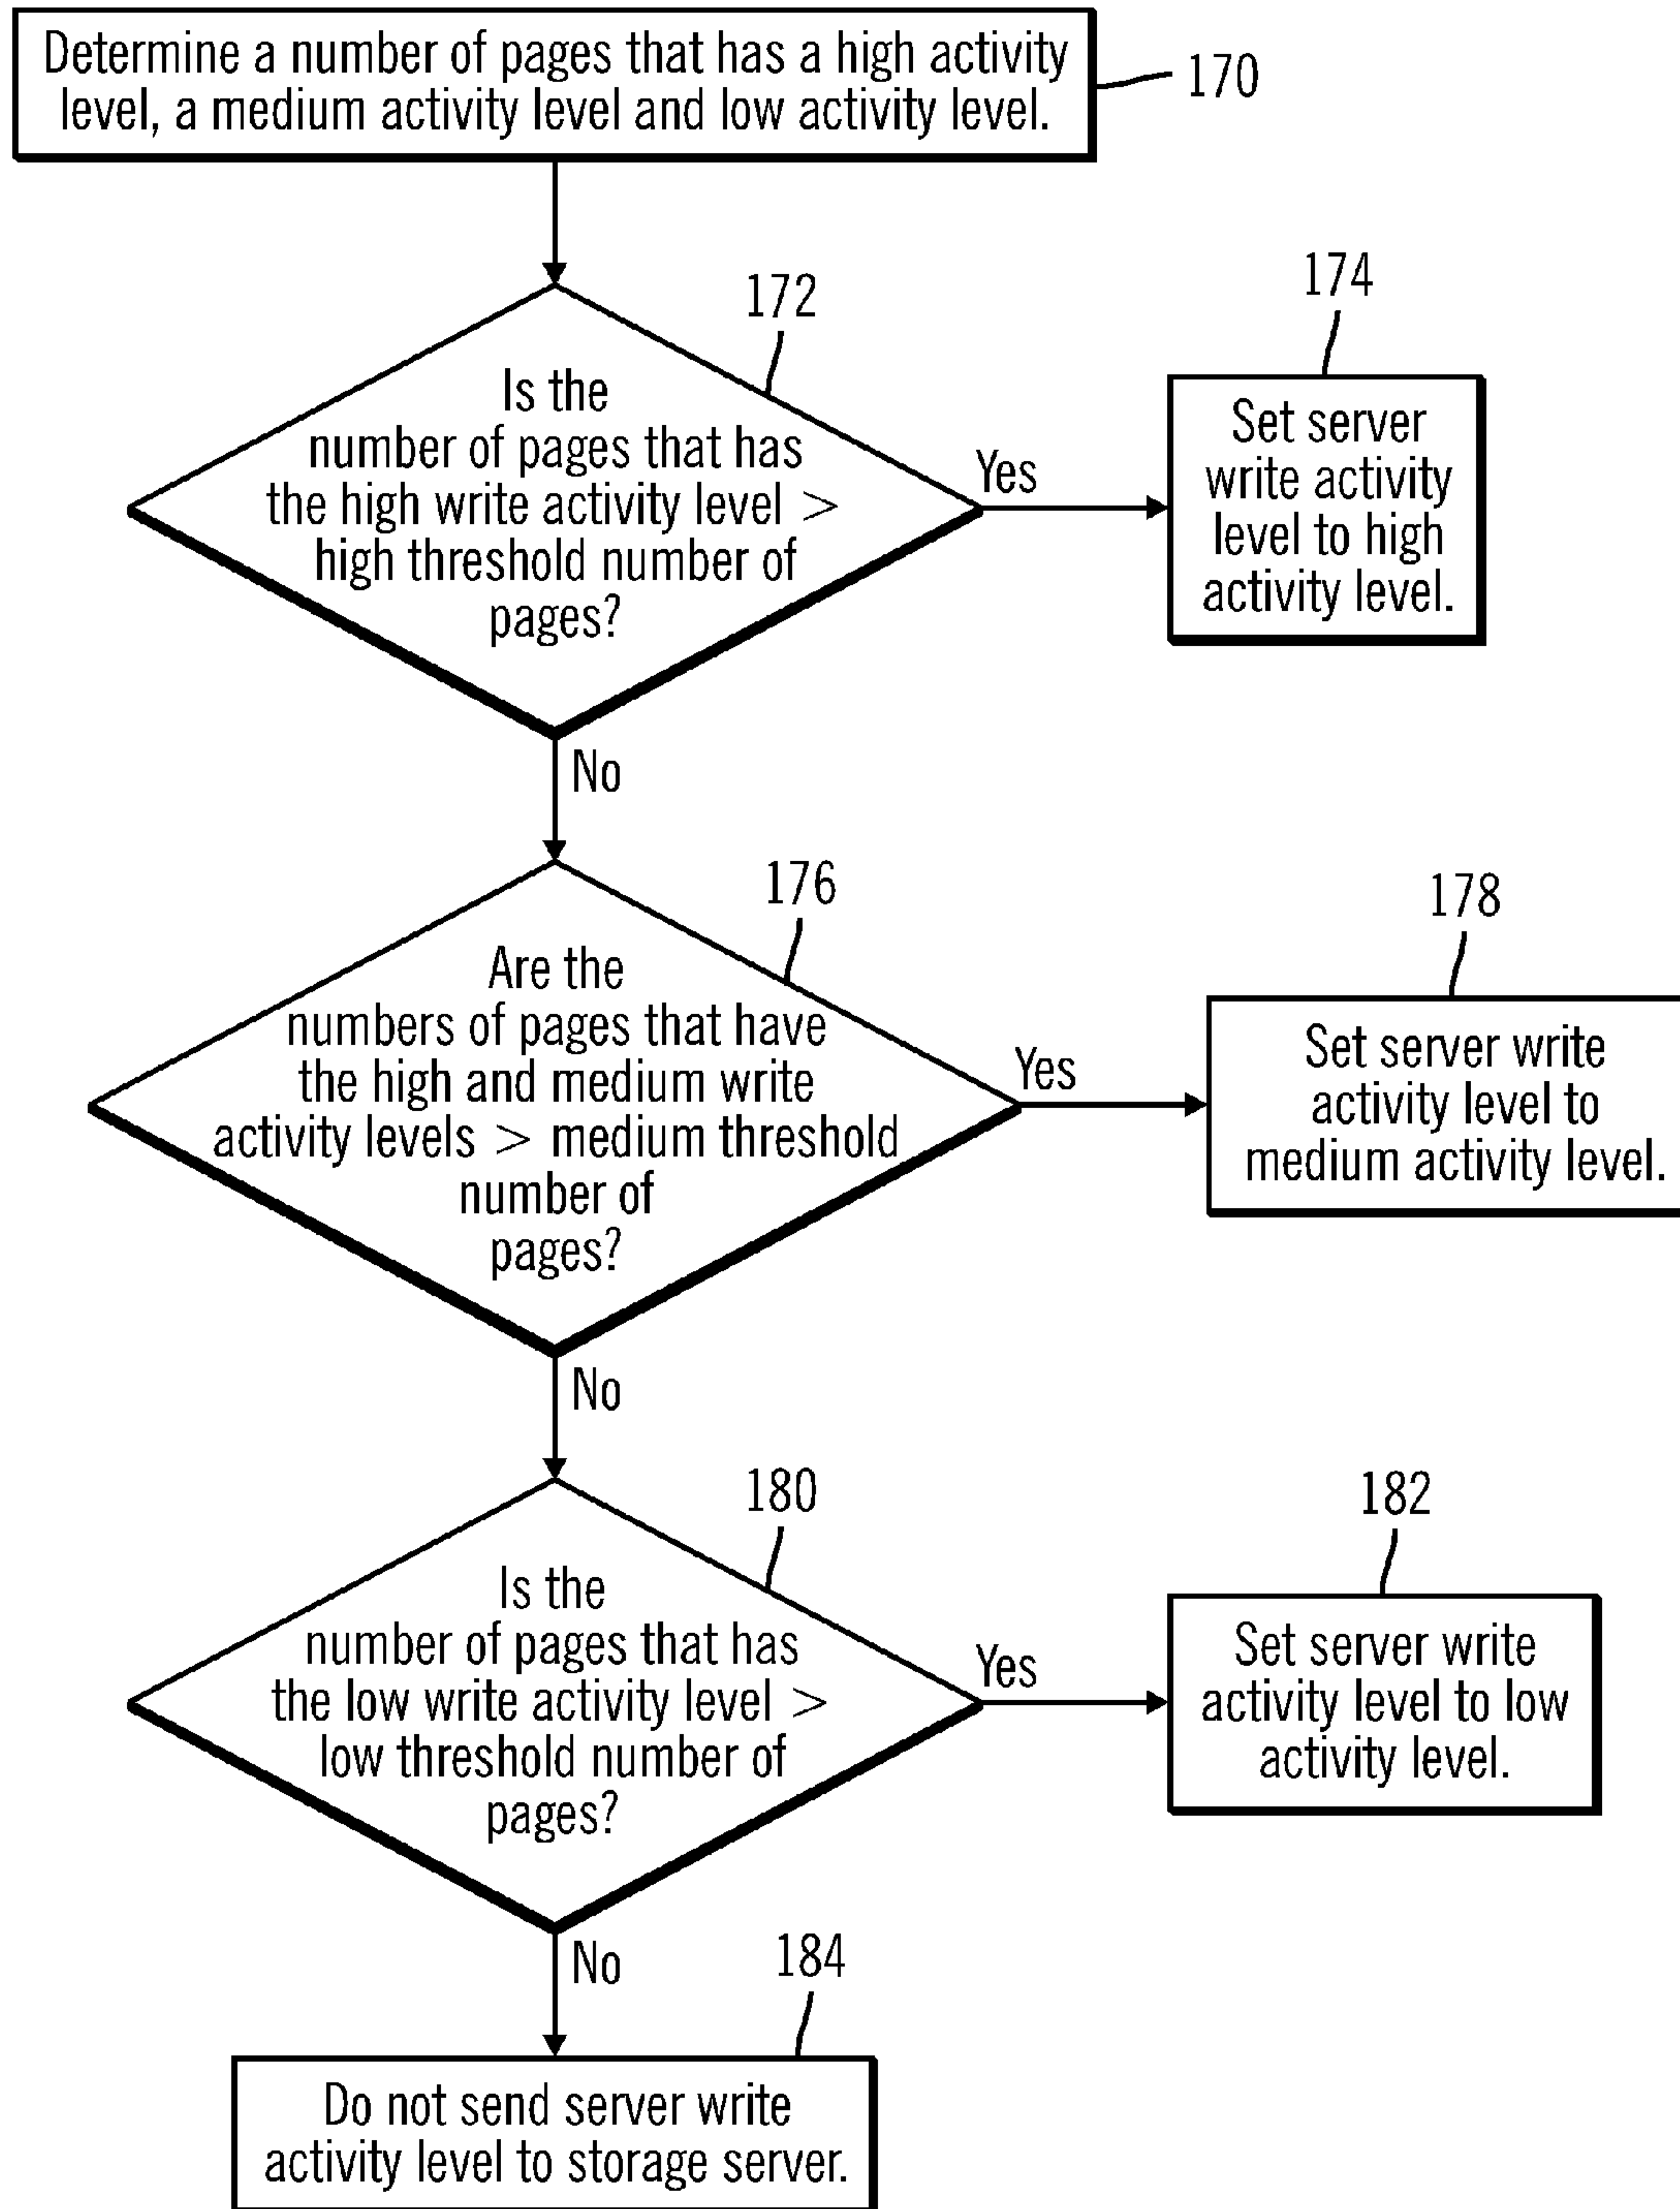 Determine a number of pages that has a high activity
level, a medium activity level and low activity level.
170
172
Is the
number of pages that has
the high write activity level >
high threshold number of
pages?
Yes
174
Set server
write activity
level to high
activity level.
No
176
Are the
numbers of pages that have
the high and medium write
activity levels > medium threshold
number of
pages?
Yes
178
Set server write
activity level to
medium activity level.
No
180
Is the
number of pages that has
the low write activity level >
low threshold number of
pages?
Yes
182
Set server write
activity level to low
activity level.
No
184
Do not send server write
activity level to storage server.